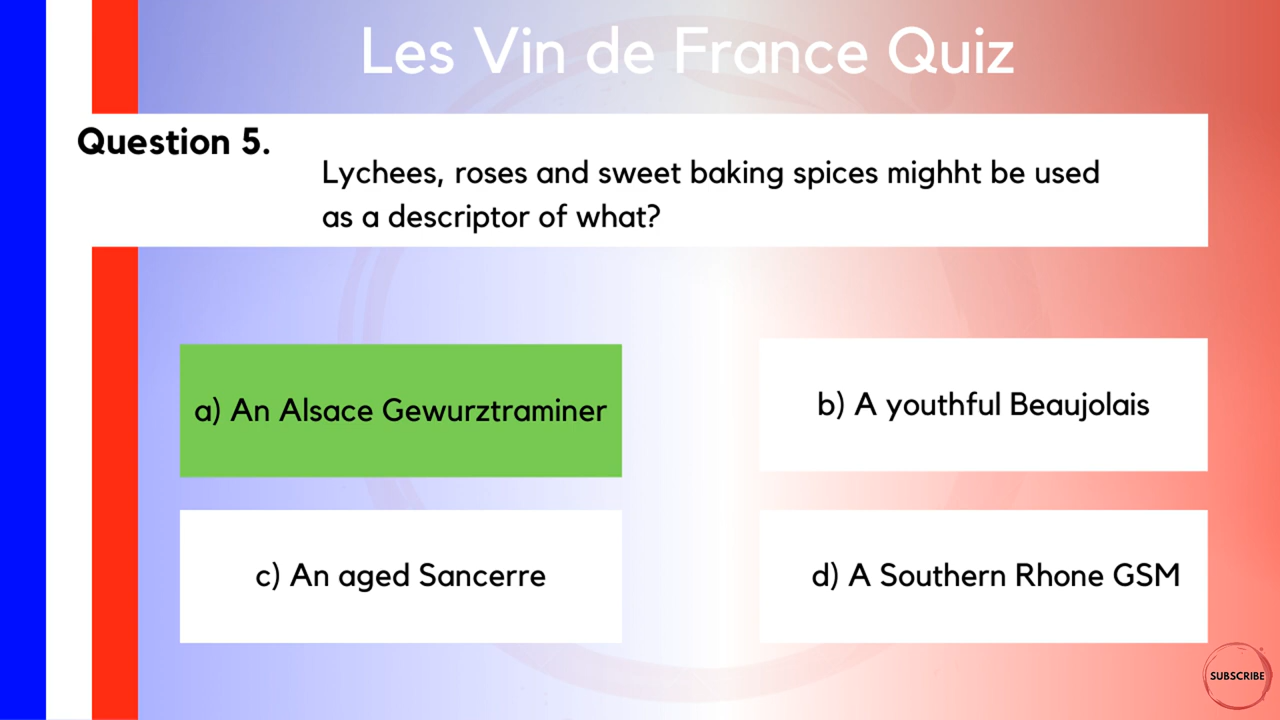 Les Vin de France Quiz
Question 5.
Lychees, roses and sweet baking spices mighht be used
as a descriptor of what?
a) An Alsace Gewurztraminer
b) A youthful Beaujolais
c) An aged Sancerre
d) A Southern Rhone GSM
SUBSCRIBE